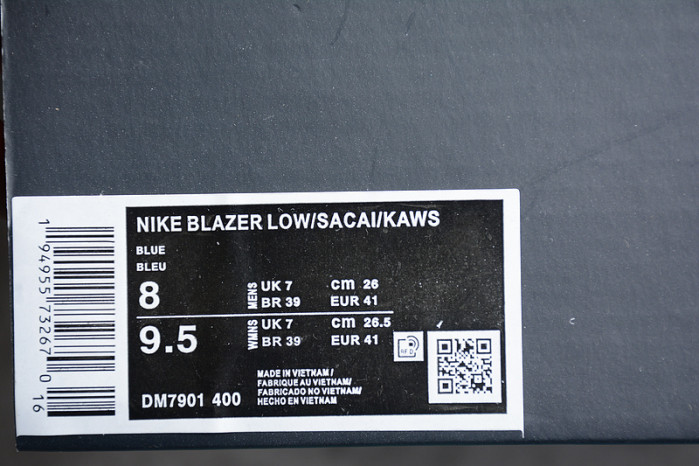 NIKE BLAZER LOW/SACAI/KAWS
BLUE
BLEU
8 MENS UK 7 cm 26
BR 39 EUR 41
9.5 WMNS UK 7 cm 26.5
BR 39 EUR 41
MADE IN VIETNAM/
FABRIQUE AU VIETNAM/
FABRICADO NO VIETNAM/
HECHO EN VIETNAM
DM7901 400
1 94955 73267 0 16